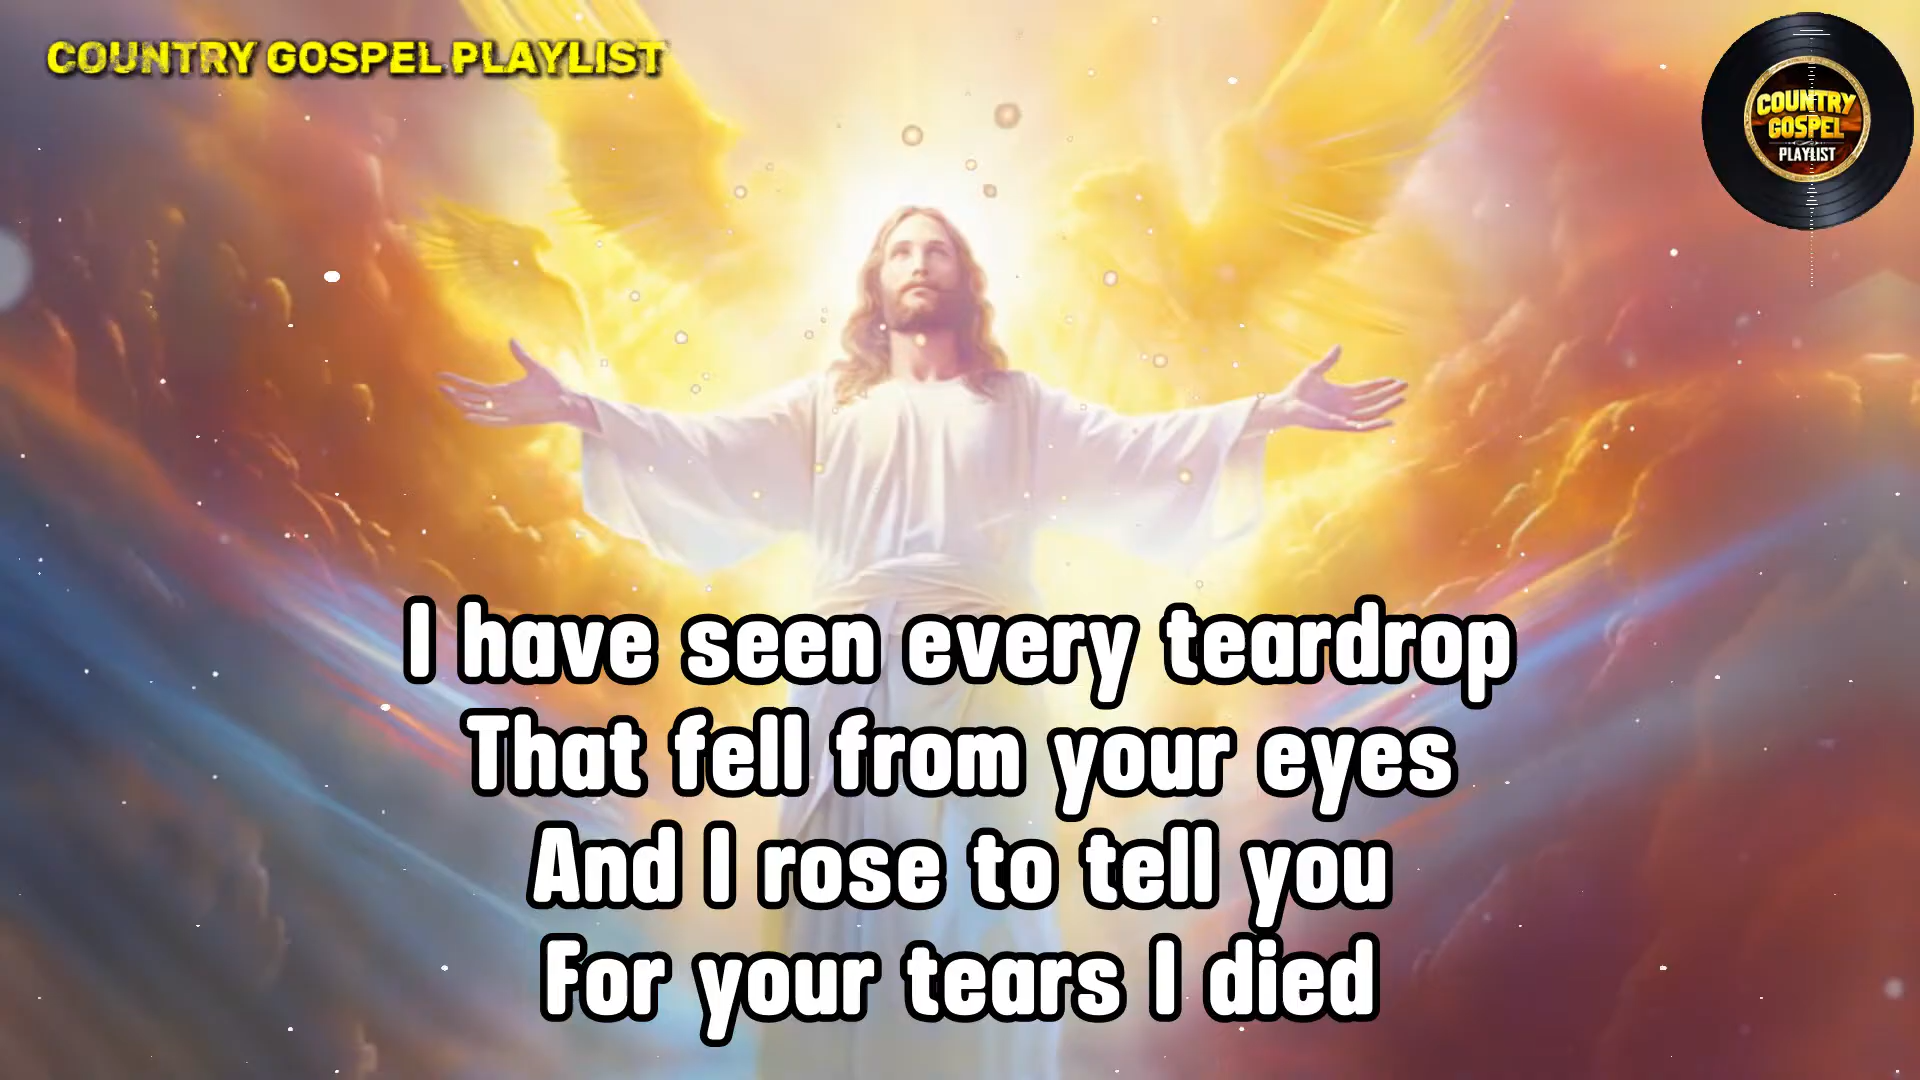 COUNTRY GOSPEL PLAYLIST
COUNTRY
GOSPEL
PLAYLIST
I have seen every teardrop
That fell from your eyes
And I rose to tell you
For your tears I died